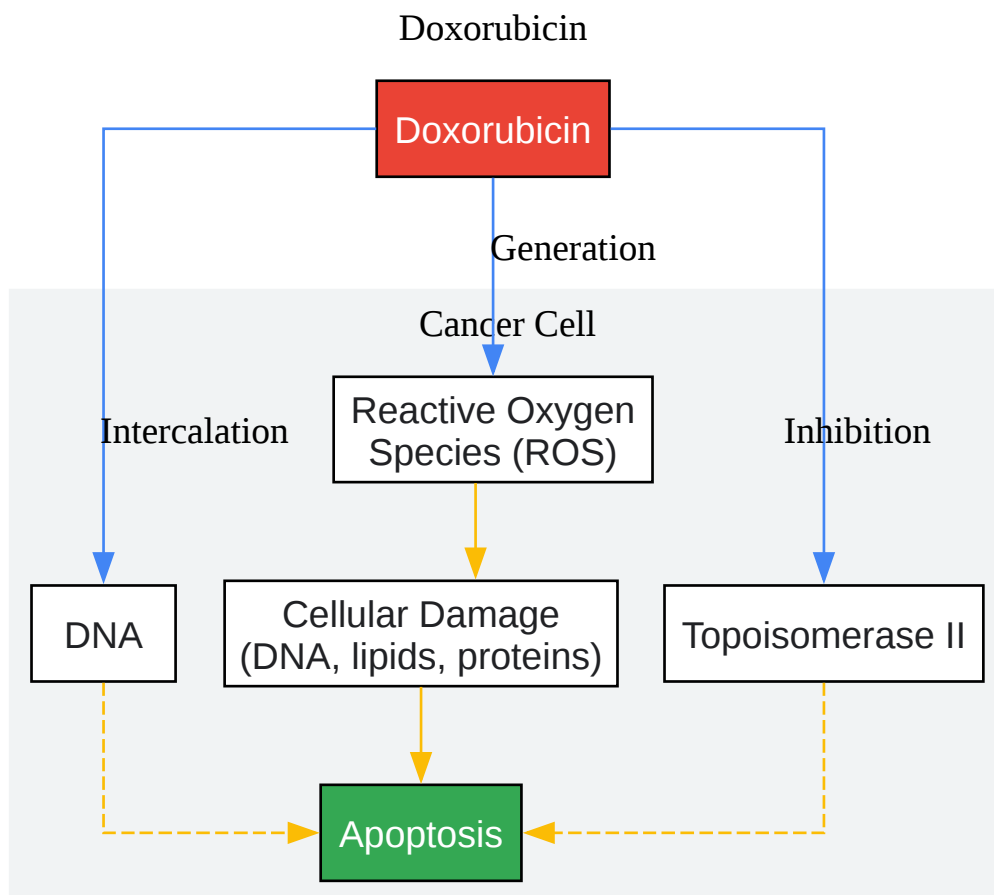 Doxorubicin
Doxorubicin
Generation
Cancer Cell
Reactive Oxygen
Species (ROS)
Intercalation
Inhibition
DNA
Cellular Damage
(DNA, lipids, proteins)
Topoisomerase II
Apoptosis